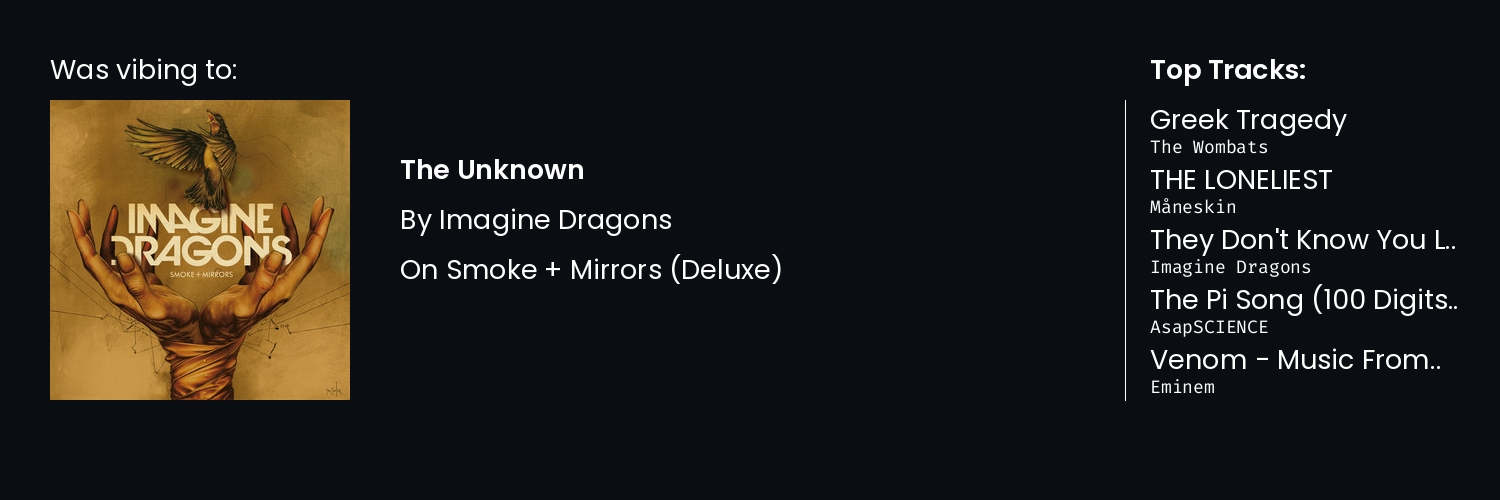 Was vibing to:
IMAGINE
DRAGONS
SMOKE + MIRRORS
The Unknown
By Imagine Dragons
On Smoke + Mirrors (Deluxe)
Top Tracks:
Greek Tragedy
The Wombats
THE LONELIEST
Måneskin
They Don't Know You L..
Imagine Dragons
The Pi Song (100 Digits..
AsapSCIENCE
Venom - Music From..
Eminem